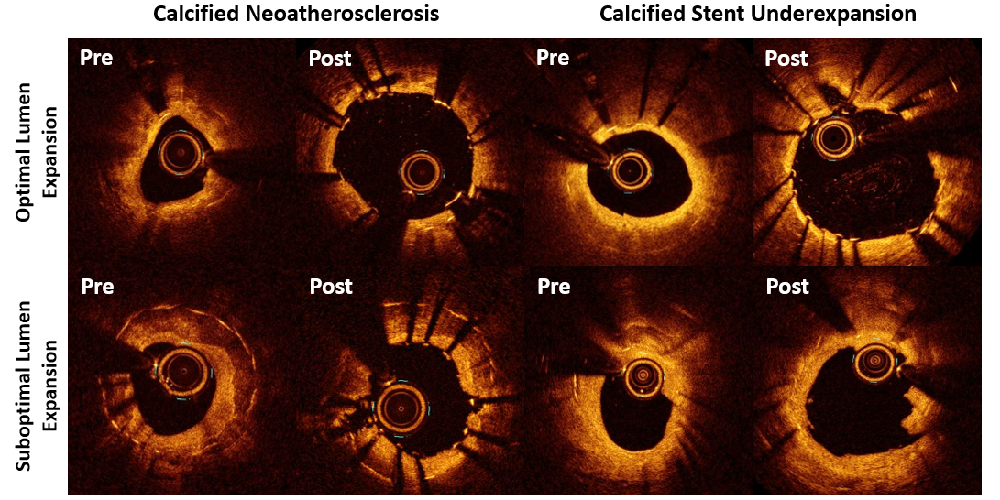 Calcified Neoatherosclerosis
Calcified Stent Underexpansion
Optimal Lumen
Expansion
Pre
Post
Pre
Post
Suboptimal Lumen
Expansion
Pre
Post
Pre
Post